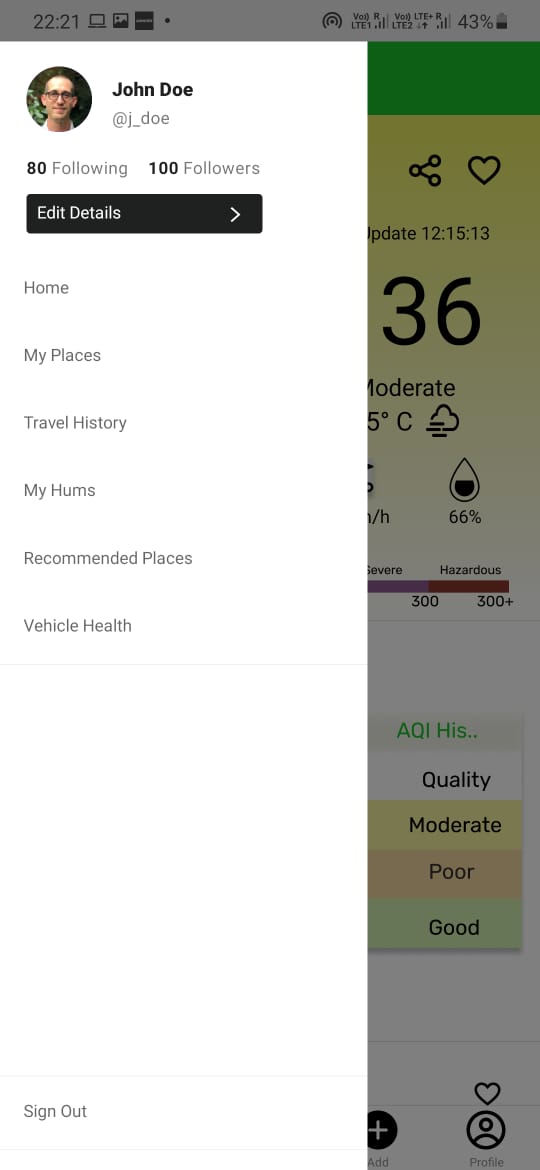 22:21
Vo)) R Vo)) LTE+ R
LTE1 LTE2 43%
John Doe
@j_doe
80 Following 100 Followers
Edit Details
Home
My Places
Travel History
My Hums
Recommended Places
Vehicle Health
Sign Out
Update 12:15:13
36
Moderate
5° C
/h
66%
Severe Hazardous
300 300+
AQI His..
Quality
Moderate
Poor
Good
Add Profile